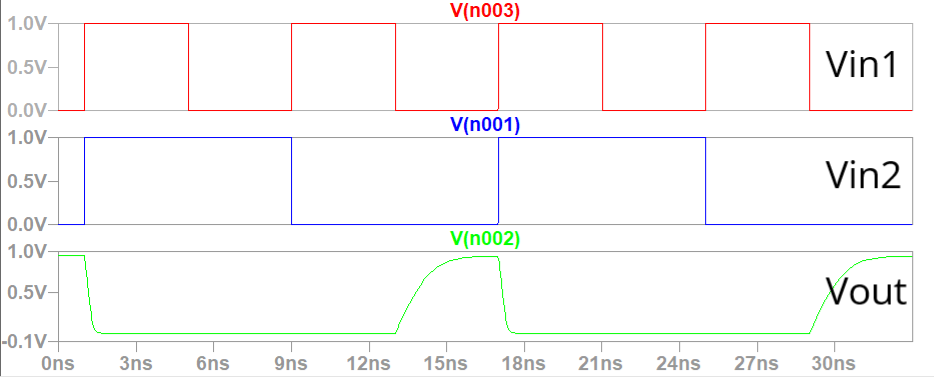 V(n003)
1.0V
0.5V
0.0V
Vin1
V(n001)
1.0V
0.5V
0.0V
Vin2
V(n002)
1.0V
0.5V
-0.1V
Vout
0ns 3ns 6ns 9ns 12ns 15ns 18ns 21ns 24ns 27ns 30ns